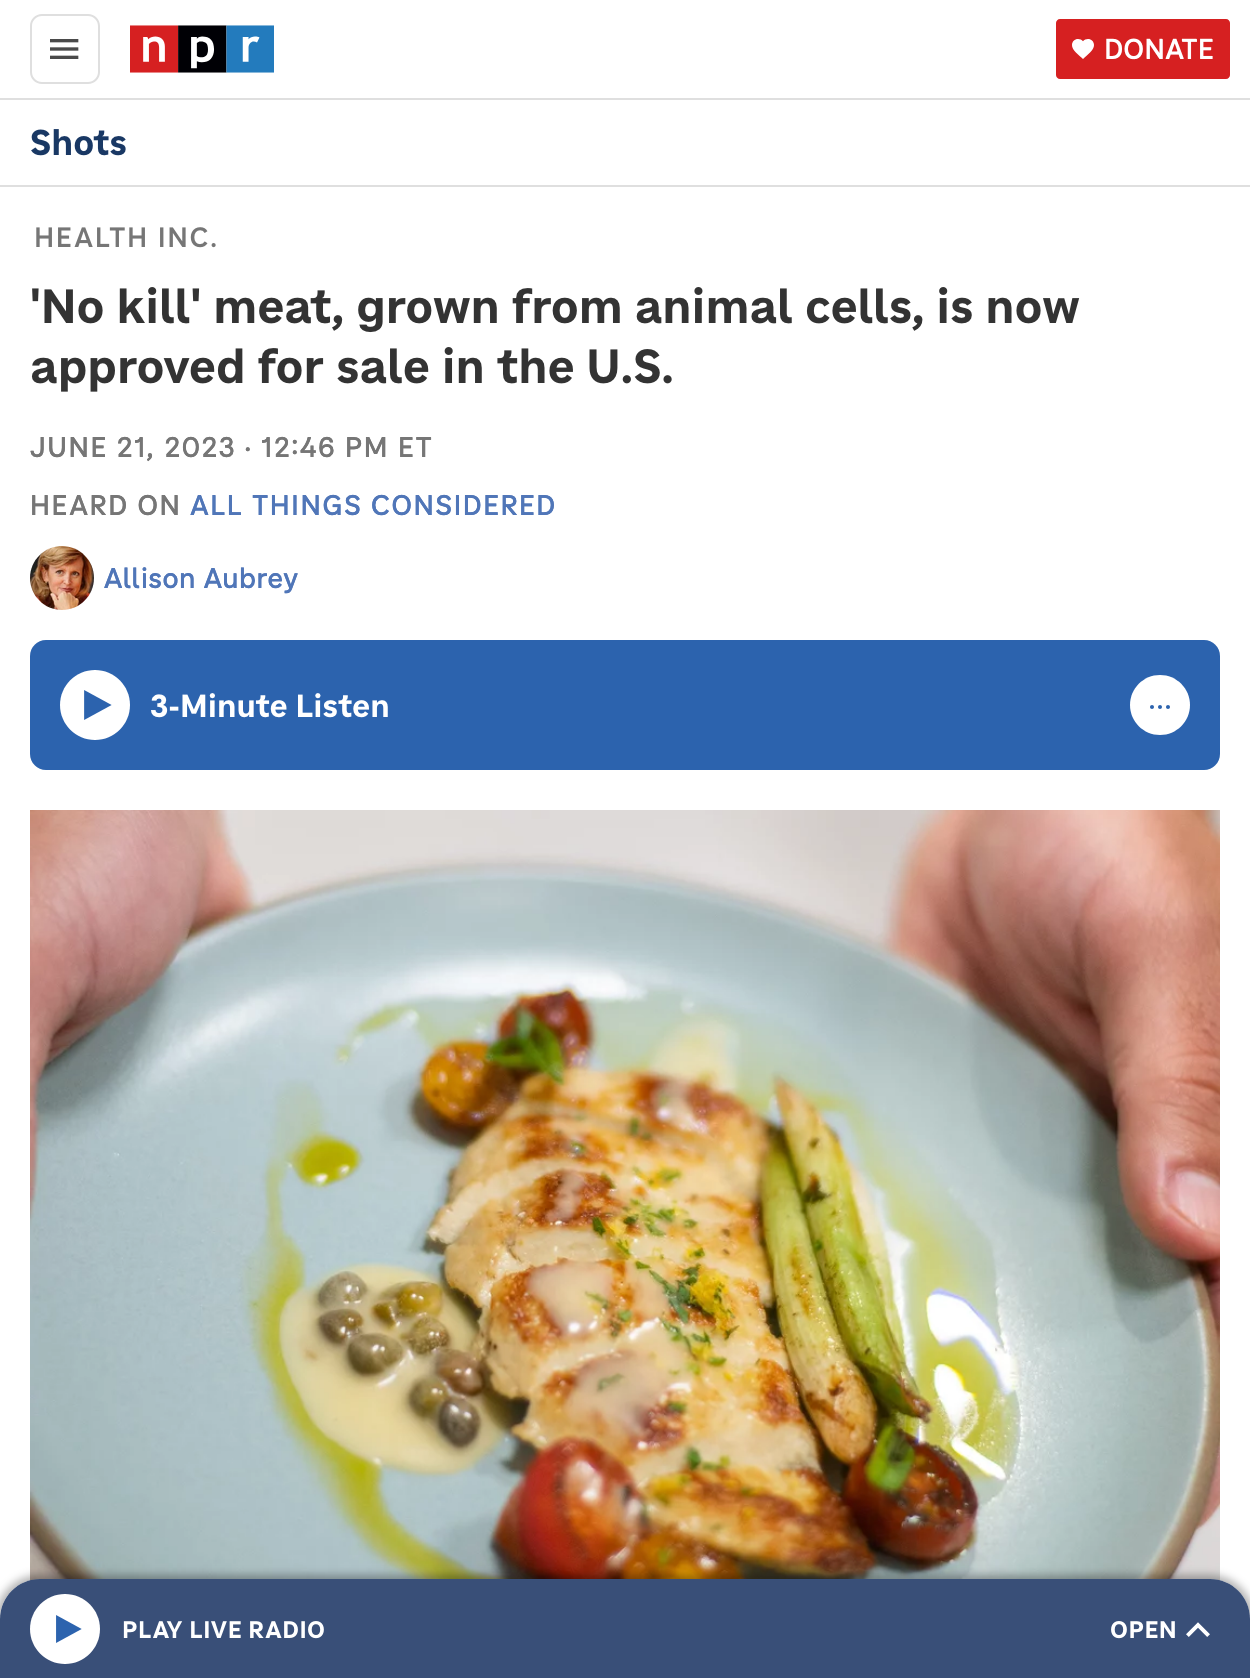 npr
DONATE
Shots
HEALTH INC.
'No kill' meat, grown from animal cells, is now
approved for sale in the U.S.
JUNE 21, 2023 · 12:46 PM ET
HEARD ON ALL THINGS CONSIDERED
Allison Aubrey
3-Minute Listen
PLAY LIVE RADIO
OPEN